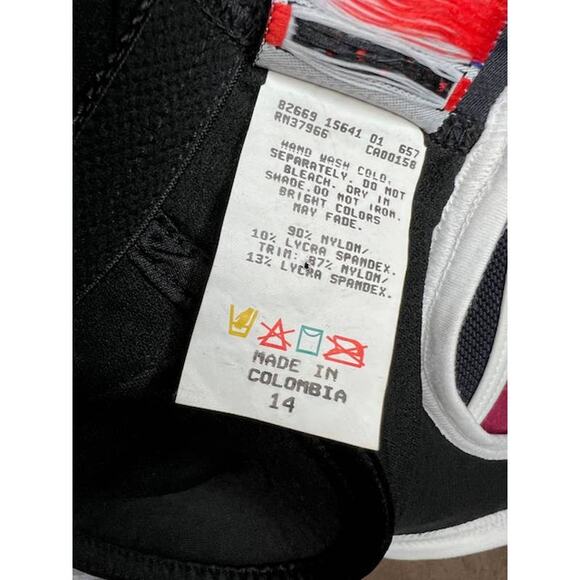 82669 15641 01 657
RN37966 CA00158
HAND WASH COLD,
SEPARATELY. DO NOT
BLEACH. DRY IN
SHADE.DO NOT IRON.
BRIGHT COLORS
MAY FADE.
90% NYLON/
10% LYCRA SPANDEX.
TRIM: 87% NYLON/
13% LYCRA SPANDEX.
MADE IN
COLOMBIA
14